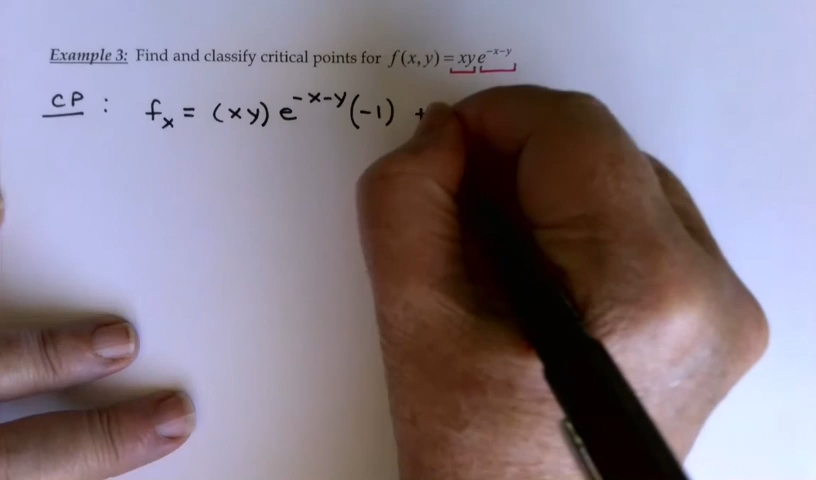 Example 3: Find and classify critical points for f(x, y) = xye^{-x-y}
CP : f_x = (xy) e^{-x-y}(-1) +